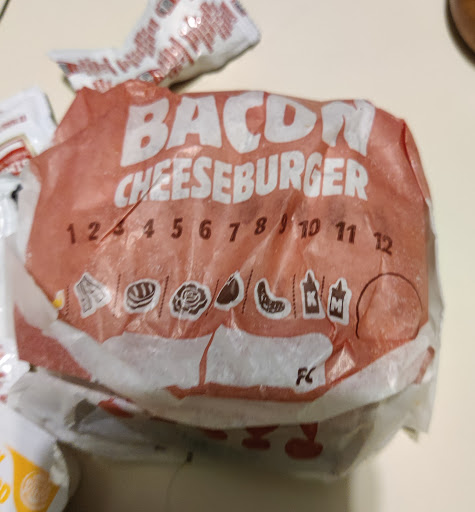 BACON
CHEESEBURGER
1 2 3 4 5 6 7 8 9 10 11 12
K M
FC